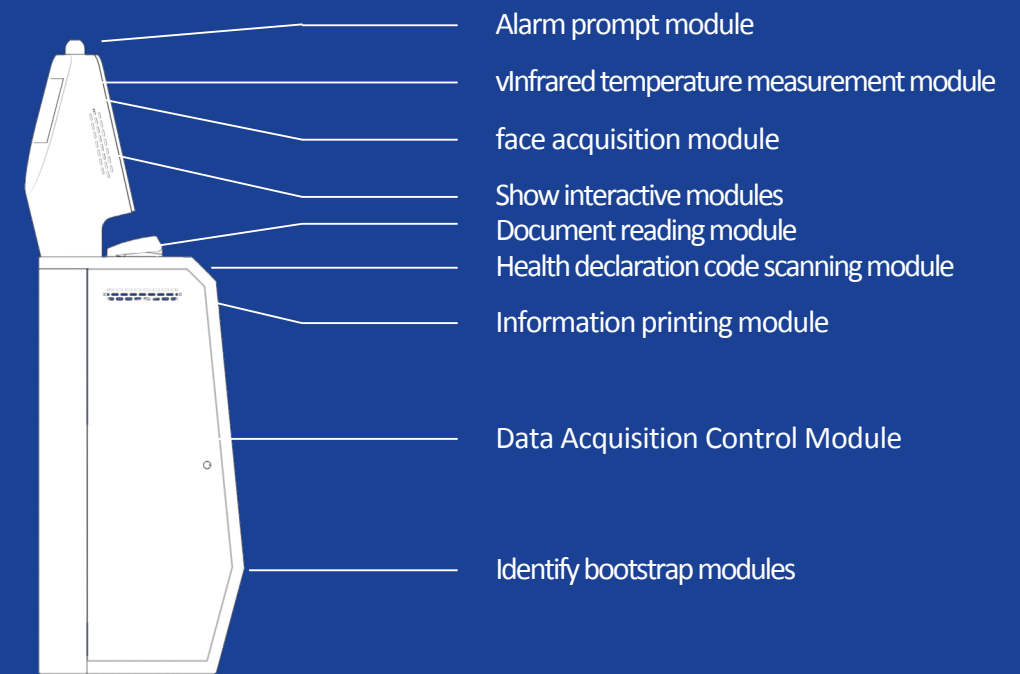 Alarm prompt module
vInfrared temperature measurement module
face acquisition module
Show interactive modules
Document reading module
Health declaration code scanning module
Information printing module
Data Acquisition Control Module
Identify bootstrap modules